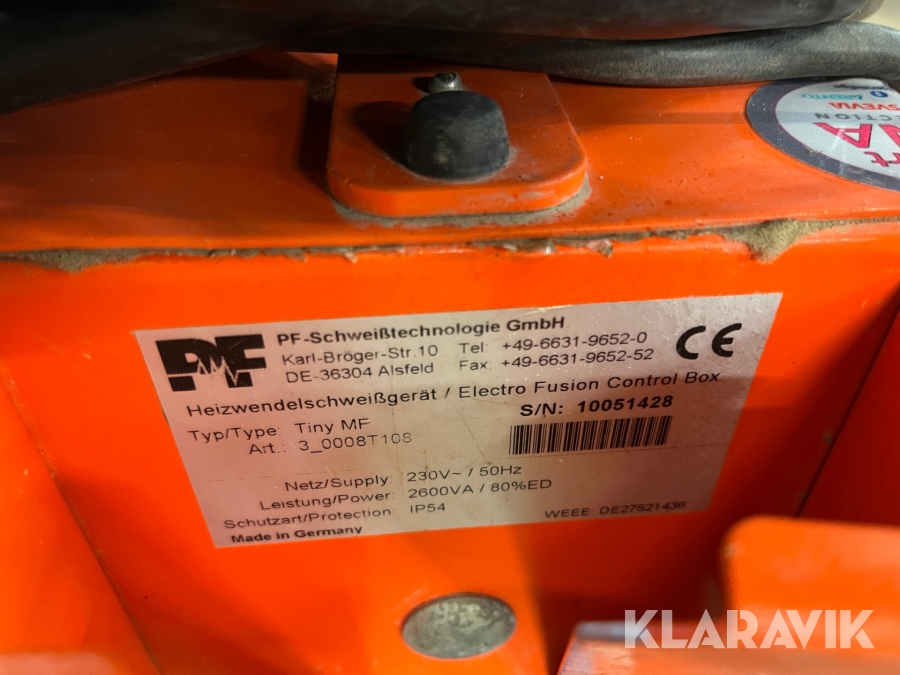 ARENTO
SVEVIA
PF
PF-Schweißtechnologie GmbH
Karl-Bröger-Str.10 Tel: +49-6631-9652-0
DE-36304 Alsfeld Fax: +49-6631-9652-52
CE
Heizwendelschweißgerät / Electro Fusion Control Box
Typ/Type: Tiny MF S/N: 10051428
Art.: 3_0008T108
Netz/Supply: 230V~ / 50Hz
Leistung/Power: 2600VA / 80%ED
Schutzart/Protection: IP54 WEEE: DE27521436
Made in Germany
KLARAVIK